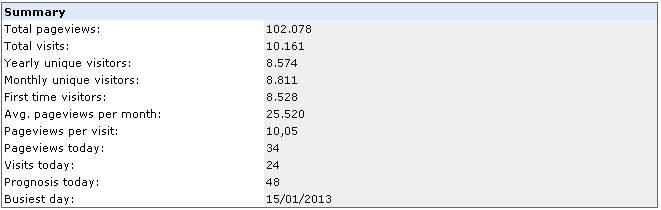 Summary
Total pageviews: 102.078
Total visits: 10.161
Yearly unique visitors: 8.574
Monthly unique visitors: 8.811
First time visitors: 8.528
Avg. pageviews per month: 25.520
Pageviews per visit: 10,05
Pageviews today: 34
Visits today: 24
Prognosis today: 48
Busiest day: 15/01/2013